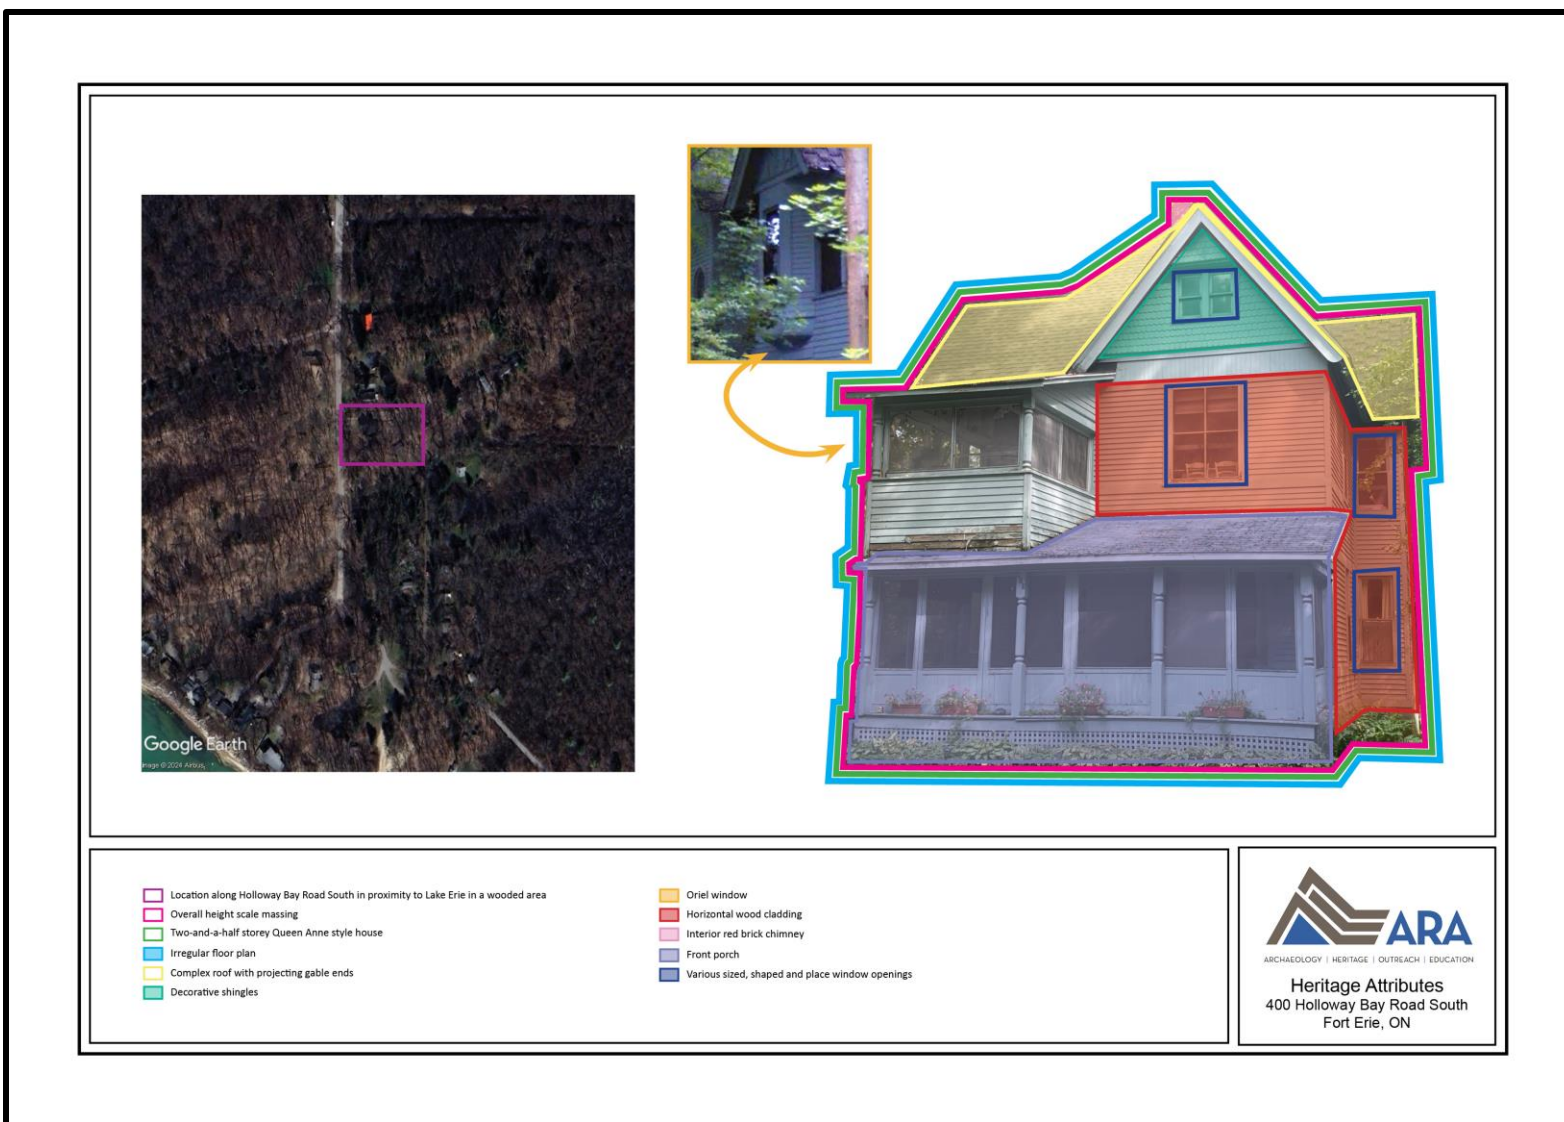 Google Earth
Image © 2024 Airbus
Location along Holloway Bay Road South in proximity to Lake Erie in a wooded area
Overall height scale massing
Two-and-a-half storey Queen Anne style house
Irregular floor plan
Complex roof with projecting gable ends
Decorative shingles
Oriel window
Horizontal wood cladding
Interior red brick chimney
Front porch
Various sized, shaped and place window openings
ARA
ARCHAEOLOGY | HERITAGE | OUTREACH | EDUCATION
Heritage Attributes
400 Holloway Bay Road South
Fort Erie, ON